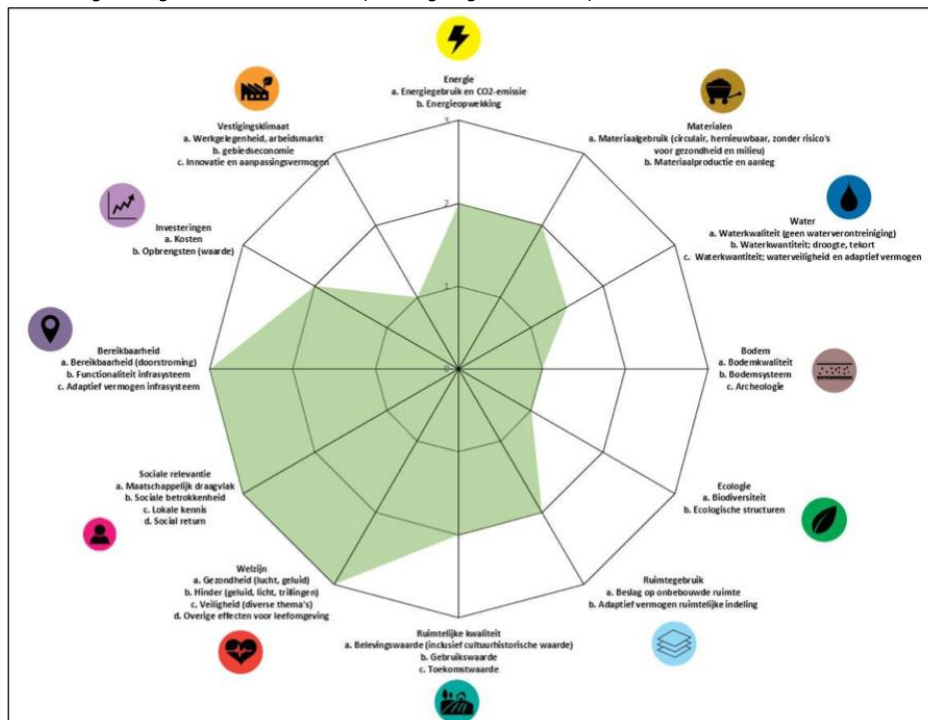 Energie
a. Energiegebruik en CO2-emissie
b. Energieopwekking
Materialen
a. Materiaalgebruik (circulair, hernieuwbaar, zonder risico's
voor gezondheid en milieu)
b. Materiaalproductie en aanleg
Water
a. Waterkwaliteit (geen waterverontreiniging)
b. Waterkwantiteit; droogte, tekort
c. Waterkwantiteit; waterveiligheid en adaptief vermogen
Bodem
a. Bodemkwaliteit
b. Bodemsysteem
c. Archeologie
Ecologie
a. Biodiversiteit
b. Ecologische structuren
Ruimtegebruik
a. Beslag op onbebouwde ruimte
b. Adaptief vermogen ruimtelijke indeling
Ruimtelijke kwaliteit
a. Belevingswaarde (inclusief cultuurhistorische waarde)
b. Gebruikswaarde
c. Toekomstwaarde
Welzijn
a. Gezondheid (lucht, geluid)
b. Hinder (geluid, licht, trillingen)
c. Veiligheid (diverse thema's)
d. Overige effecten voor leefomgeving
Sociale relevantie
a. Maatschappelijk draagvlak
b. Sociale betrokkenheid
c. Lokale kennis
d. Social return
Bereikbaarheid
a. Bereikbaarheid (doorstroming)
b. Functionaliteit infrasysteem
c. Adaptief vermogen infrasysteem
Investeringen
a. Kosten
b. Opbrengsten (waarde)
Vestigingsklimaat
a. Werkgelegenheid, arbeidsmarkt
b. gebiedseconomie
c. Innovatie en aanpassingsvermogen
3
2
1
0